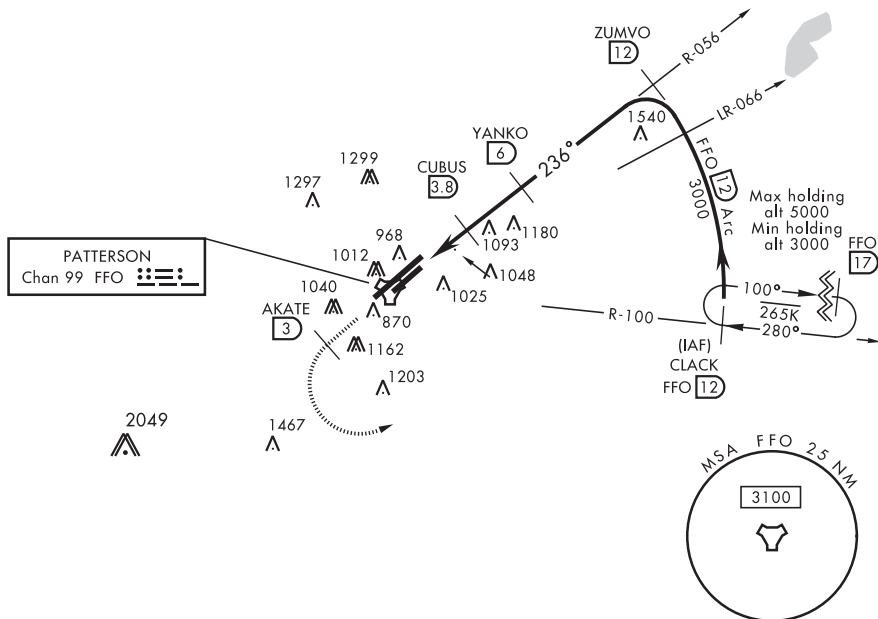 ZUMVO
12
R-056
LR-066
1540
YANKO
6
236°
FFO 12 Arc
3000
1299
CUBUS
3.8
1297
Max holding
alt 5000
Min holding
alt 3000
968
1180
1093
FFO
17
PATTERSON
Chan 99 FFO
1012
1048
1025
100°
265K
280°
1040
AKATE
3
870
R-100
1162
(IAF)
CLACK
FFO 12
1203
2049
1467
MSA FFO 25 NM
3100